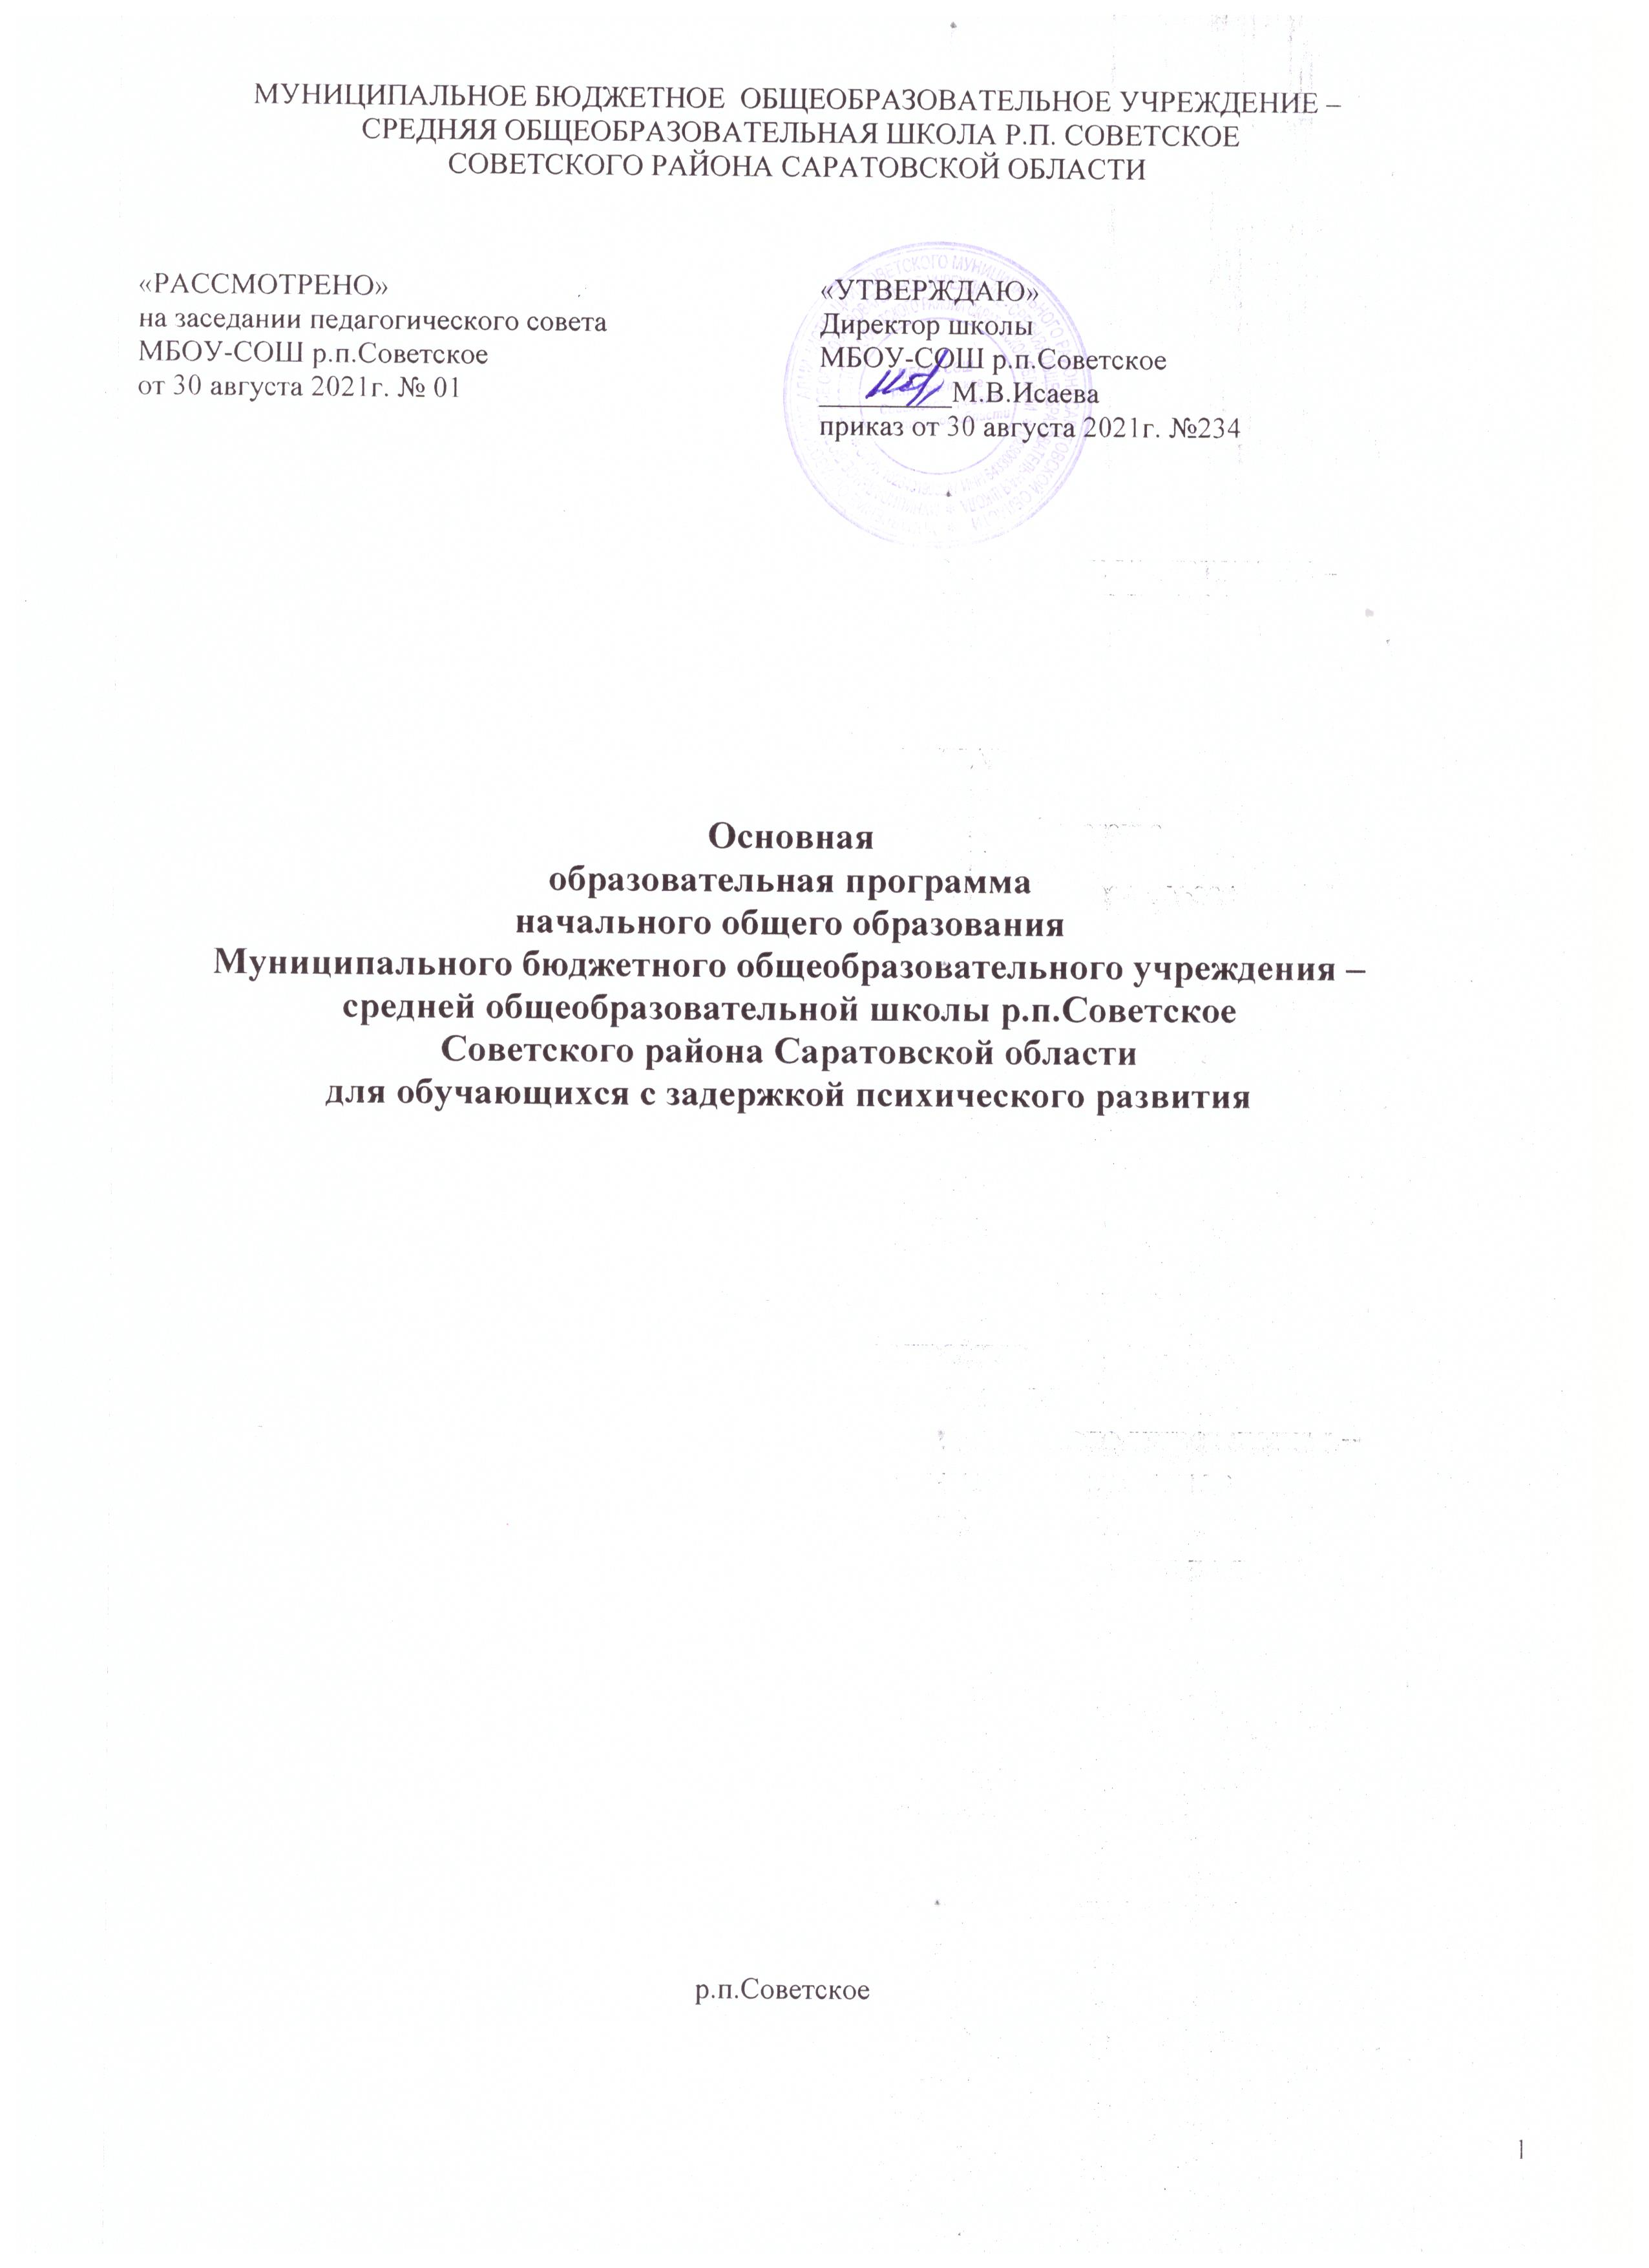 МУНИЦИПАЛЬНОЕ БЮДЖЕТНОЕ ОБЩЕОБРАЗОВАТЕЛЬНОЕ УЧРЕЖДЕНИЕ –
СРЕДНЯЯ ОБЩЕОБРАЗОВАТЕЛЬНАЯ ШКОЛА Р.П. СОВЕТСКОЕ
СОВЕТСКОГО РАЙОНА САРАТОВСКОЙ ОБЛАСТИ
«РАССМОТРЕНО»
на заседании педагогического совета
МБОУ-СОШ р.п.Советское
от 30 августа 2021г. № 01
«УТВЕРЖДАЮ»
Директор школы
МБОУ-СОШ р.п.Советское
_________М.В.Исаева
приказ от 30 августа 2021г. №234
Основная
образовательная программа
начального общего образования
Муниципального бюджетного общеобразовательного учреждения –
средней общеобразовательной школы р.п.Советское
Советского района Саратовской области
для обучающихся с задержкой психического развития
р.п.Советское
1